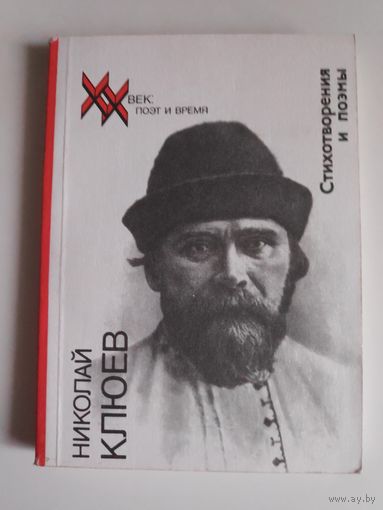 XX
ВЕК:
ПОЭТ И ВРЕМЯ
Стихотворения
и поэмы
НИКОЛАЙ
КЛЮЕВ
www.ay.by